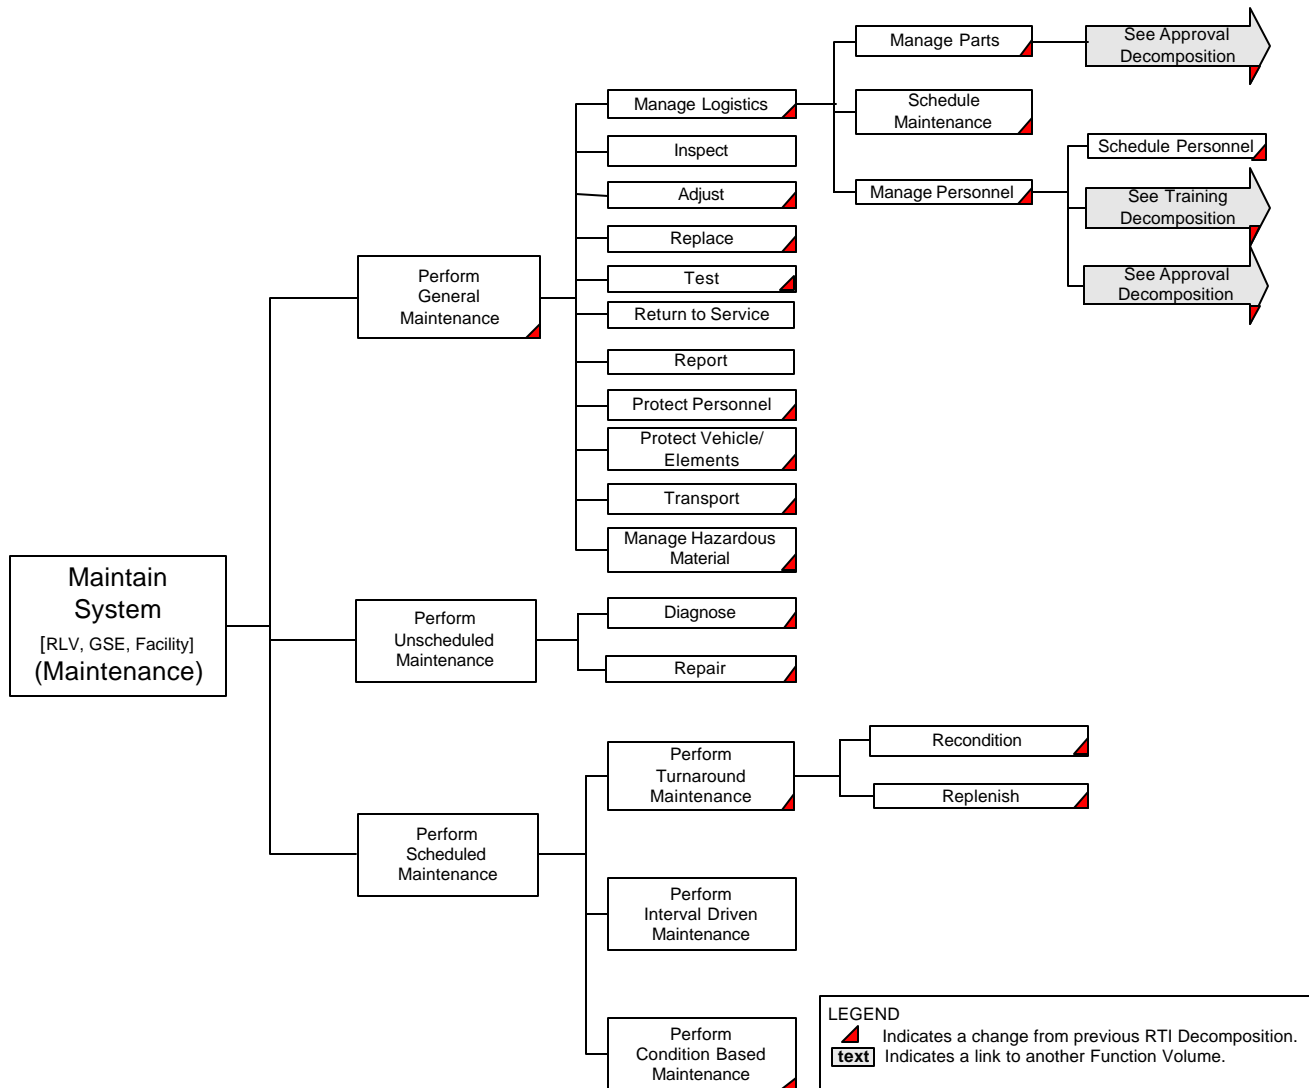 Maintain
System
[RLV, GSE, Facility]
(Maintenance)
Perform
General
Maintenance
Manage Logistics
Manage Parts
See Approval
Decomposition
Schedule
Maintenance
Manage Personnel
Schedule Personnel
See Training
Decomposition
See Approval
Decomposition
Inspect
Adjust
Replace
Test
Return to Service
Report
Protect Personnel
Protect Vehicle/
Elements
Transport
Manage Hazardous
Material
Perform
Unscheduled
Maintenance
Diagnose
Repair
Perform
Scheduled
Maintenance
Perform
Turnaround
Maintenance
Recondition
Replenish
Perform
Interval Driven
Maintenance
Perform
Condition Based
Maintenance
LEGEND
Indicates a change from previous RTI Decomposition.
text Indicates a link to another Function Volume.